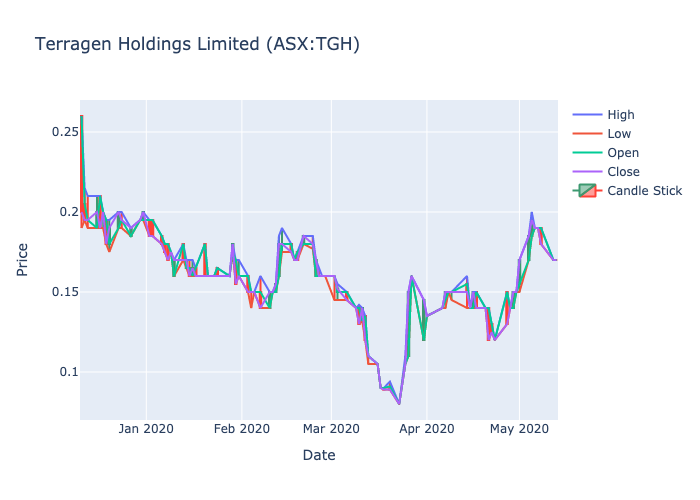 Terragen Holdings Limited (ASX:TGH)
High
Low
Open
Close
Candle Stick
0.25
0.2
0.15
0.1
Price
Jan 2020
Feb 2020
Mar 2020
Apr 2020
May 2020
Date